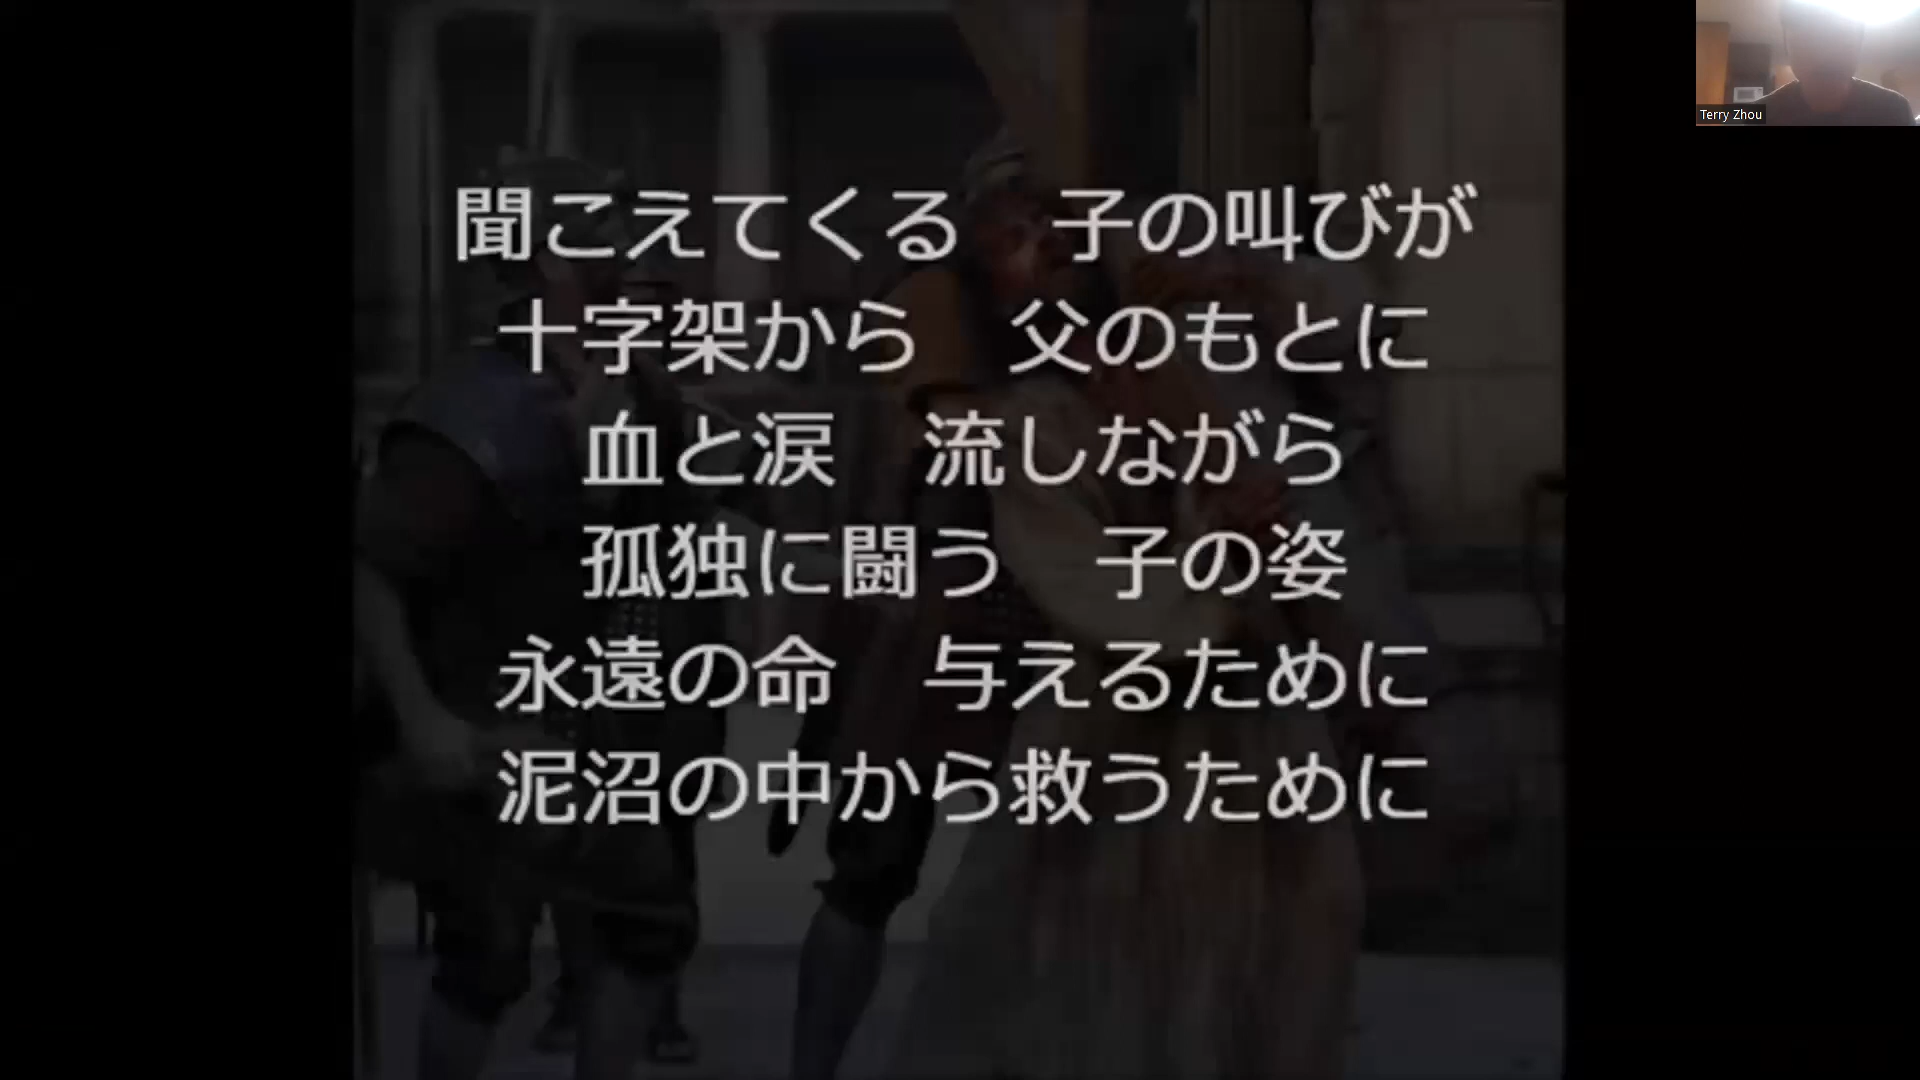 聞こえてくる　子の叫びが
十字架から　父のもとに
血と涙　流しながら
孤独に闘う　子の姿
永遠の命　与えるために
泥沼の中から救うために
Terry Zhou